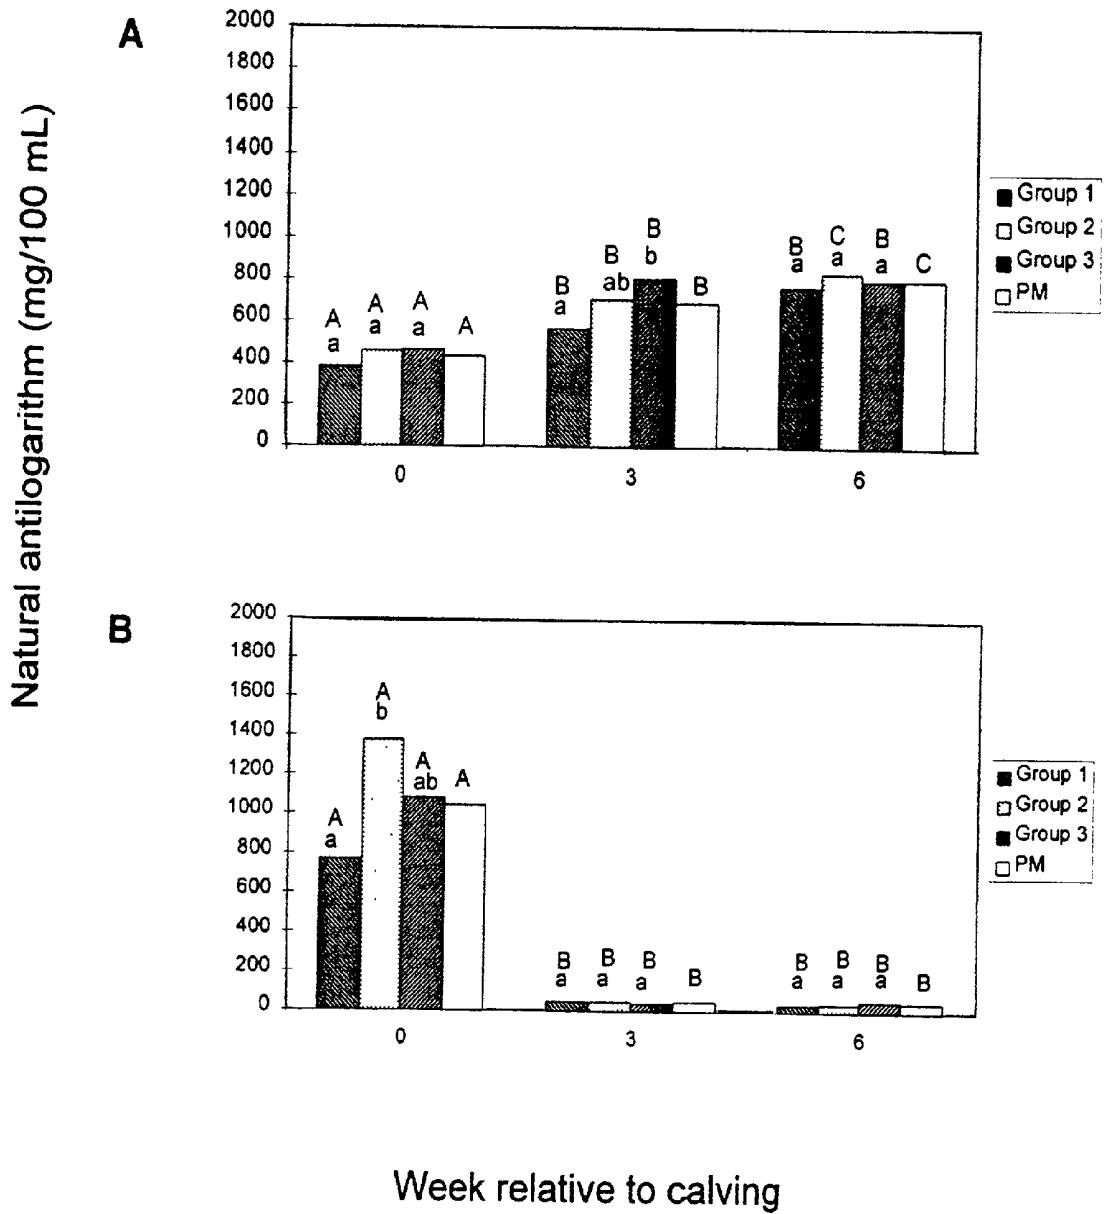 A
Natural antilogarithm (mg/100 mL)
2000
1800
1600
1400
1200
1000
800
600
400
200
0
A A A A
a a a
B B B B
a ab b
B C B C
a a a
0 3 6
Group 1
Group 2
Group 3
PM
B
2000
1800
1600
1400
1200
1000
800
600
400
200
0
A A A A
a b ab
B B B B
a a a
B B B B
a a a
0 3 6
Group 1
Group 2
Group 3
PM
Week relative to calving